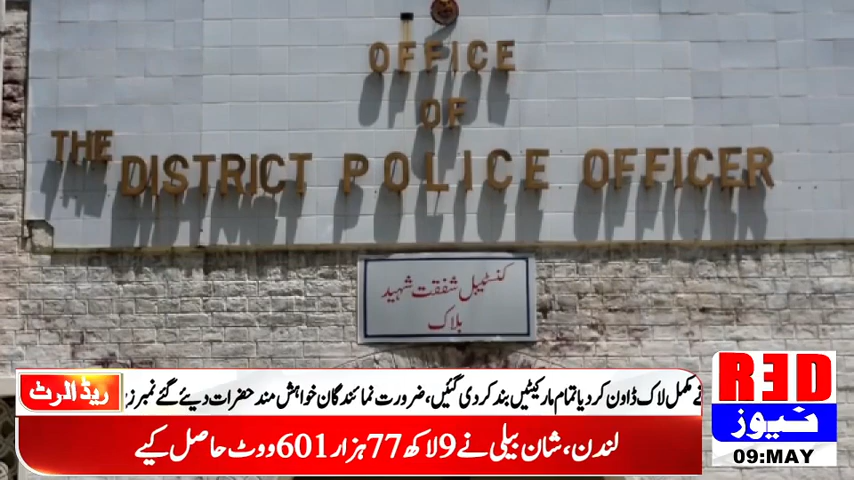 OFFICE
OF
THE DISTRICT POLICE OFFICER
کنسٹیبل شفقت شہید
بلاک
ریڈ الرٹ
نے مکمل لاک ڈاون کر دیا تمام مارکیٹیں بند کر دی گئیں، ضرورت نمائندگان خواہش مند حضرات دیئے گئے نمبرز
لندن، شان بیلی نے 9 لاکھ 77 ہزار 601 ووٹ حاصل کیے
RED
نیوز
09:MAY